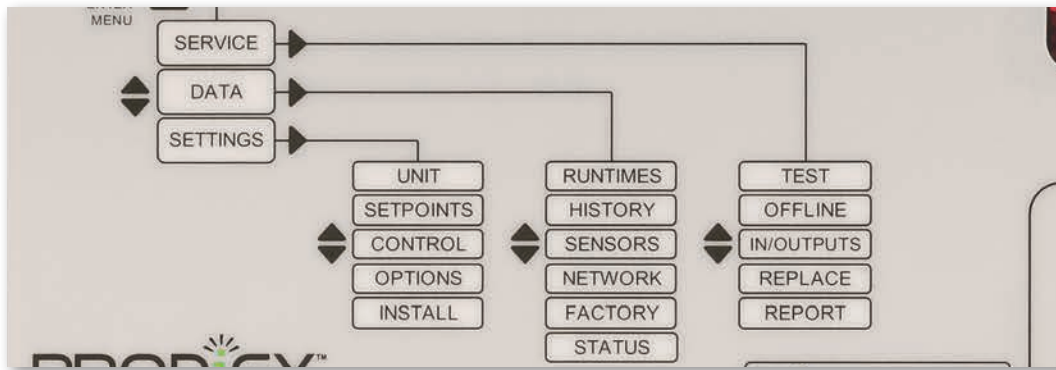 MENU
SERVICE
DATA
SETTINGS
UNIT
SETPOINTS
CONTROL
OPTIONS
INSTALL
RUNTIMES
HISTORY
SENSORS
NETWORK
FACTORY
STATUS
TEST
OFFLINE
IN/OUTPUTS
REPLACE
REPORT
PRODIGY™